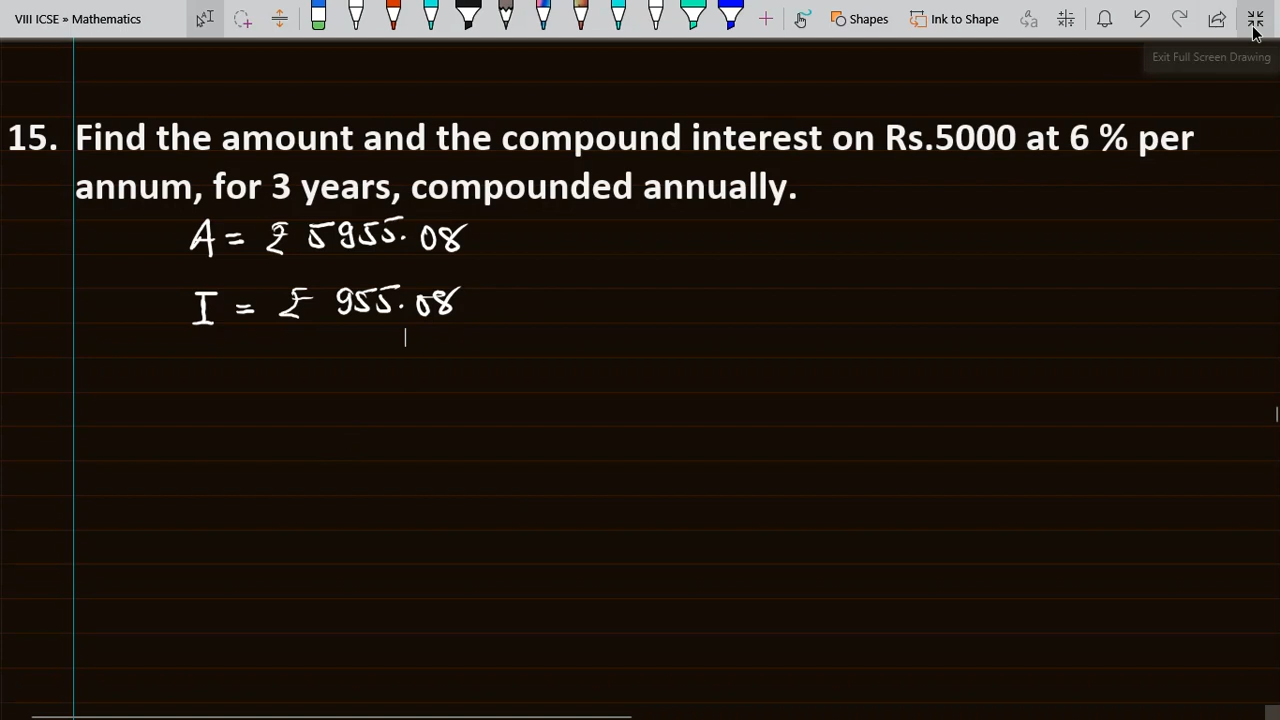 VIII ICSE » Mathematics
Shapes
Ink to Shape
Exit Full Screen Drawing
15. Find the amount and the compound interest on Rs.5000 at 6 % per
annum, for 3 years, compounded annually.
A = ₹ 5955.08
I = ₹ 955.08